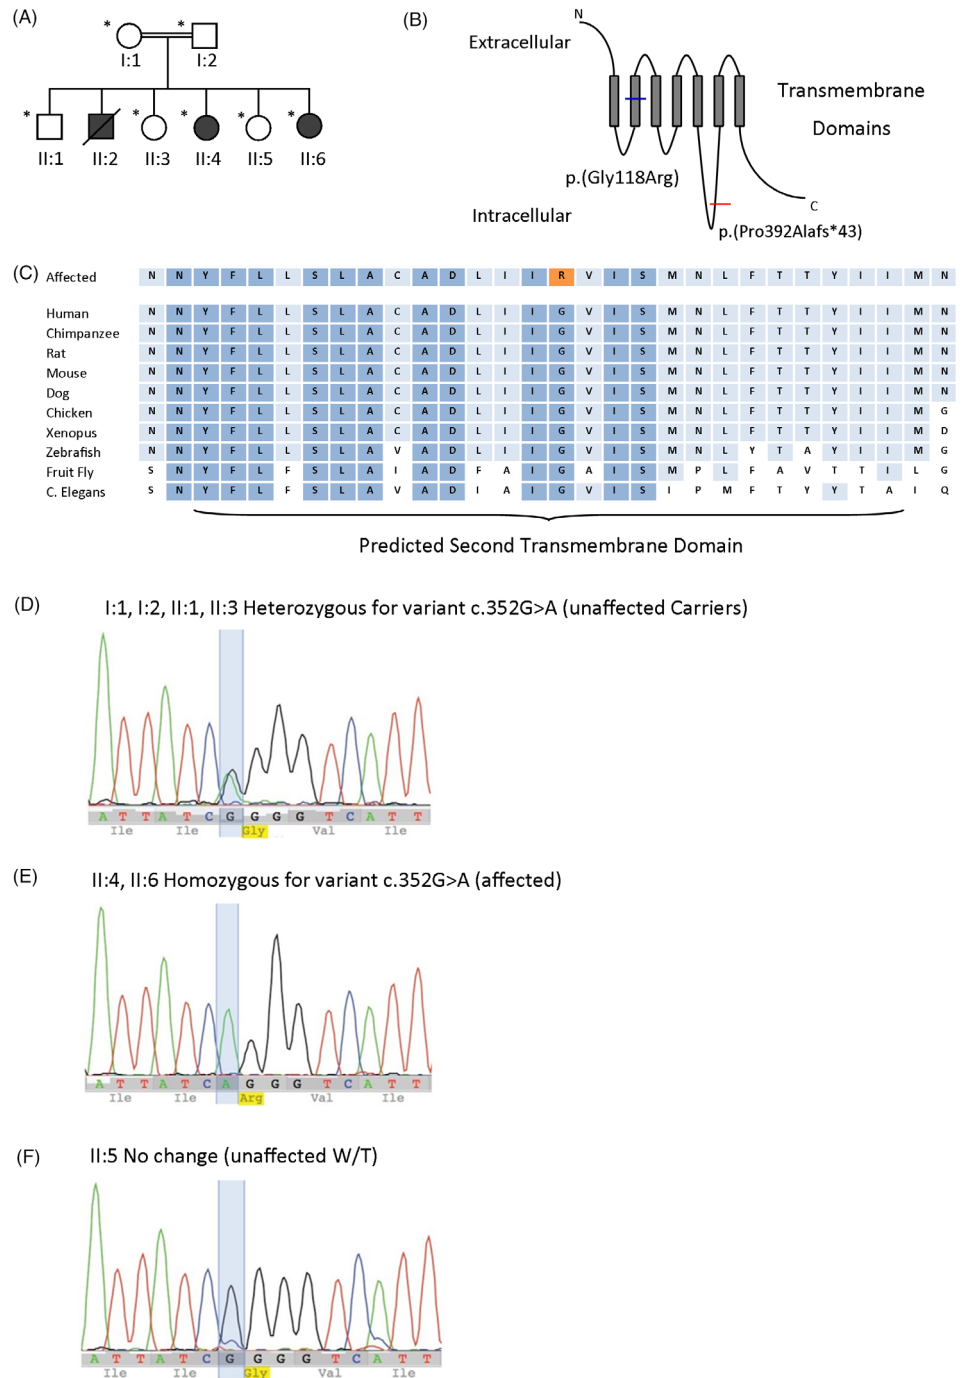 (A)
* *
I:1 I:2
* * * * *
II:1 II:2 II:3 II:4 II:5 II:6
(B)
N
Extracellular
Transmembrane
Domains
p.(Gly118Arg)
C
Intracellular
p.(Pro392Alafs*43)
(C)
Affected N N Y F L L S L A C A D L I I R V I S M N L F T T Y I I M N
Human N N Y F L L S L A C A D L I I G V I S M N L F T T Y I I M N
Chimpanzee N N Y F L L S L A C A D L I I G V I S M N L F T T Y I I M N
Rat N N Y F L L S L A C A D L I I G V I S M N L F T T Y I I M N
Mouse N N Y F L L S L A C A D L I I G V I S M N L F T T Y I I M N
Dog N N Y F L L S L A C A D L I I G V I S M N L F T T Y I I M N
Chicken N N Y F L L S L A C A D L I I G V I S M N L F T T Y I I M G
Xenopus N N Y F L L S L A C A D L I I G V I S M N L F T T Y I I M D
Zebrafish N N Y F L L S L A V A D L I I G V I S M N L Y T A Y I I M G
Fruit Fly S N Y F L F S L A I A D F A I G A I S M P L F A V T T I L G
C. Elegans S N Y F L F S L A V A D I A I G V I S I P M F T Y Y T A I Q
Predicted Second Transmembrane Domain
(D)
I:1, I:2, II:1, II:3 Heterozygous for variant c.352G>A (unaffected Carriers)
A T T A T C G G G G T C A T T
Ile Ile Gly Val Ile
(E)
II:4, II:6 Homozygous for variant c.352G>A (affected)
A T T A T C A G G G T C A T T
Ile Ile Arg Val Ile
(F)
II:5 No change (unaffected W/T)
A T T A T C G G G G T C A T T
Ile Ile Gly Val Ile